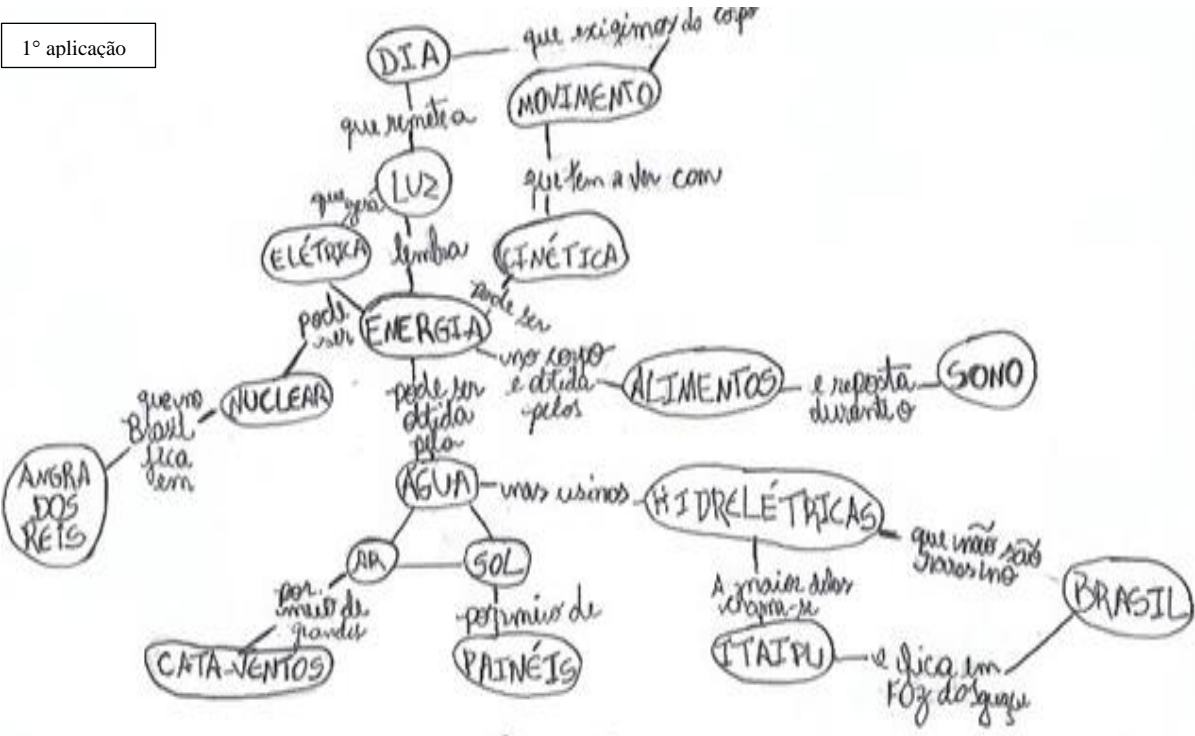 1° aplicação
DIA
que exigimos do corpo
MOVIMENTO
que remete a
LUZ
que tem a ver com
que gera
ELÉTRICA
lembra
CINÉTICA
pode ser
ENERGIA
pode
ser
no corpo
é obtida
pelos
ALIMENTOS
e reposta
durante o
SONO
NUCLEAR
que no
Brasil
fica
em
ANGRA
DOS
REIS
pode ser
obtida
pela
ÁGUA
nas usinas
HIDRELÉTRICAS
que não são
no
BRASIL
AR
SOL
A maior delas
chama-se
ITAIPU
e fica em
FOZ do Iguaçu
por
meio de
grandes
CATA-VENTOS
por meio de
PAINÉIS